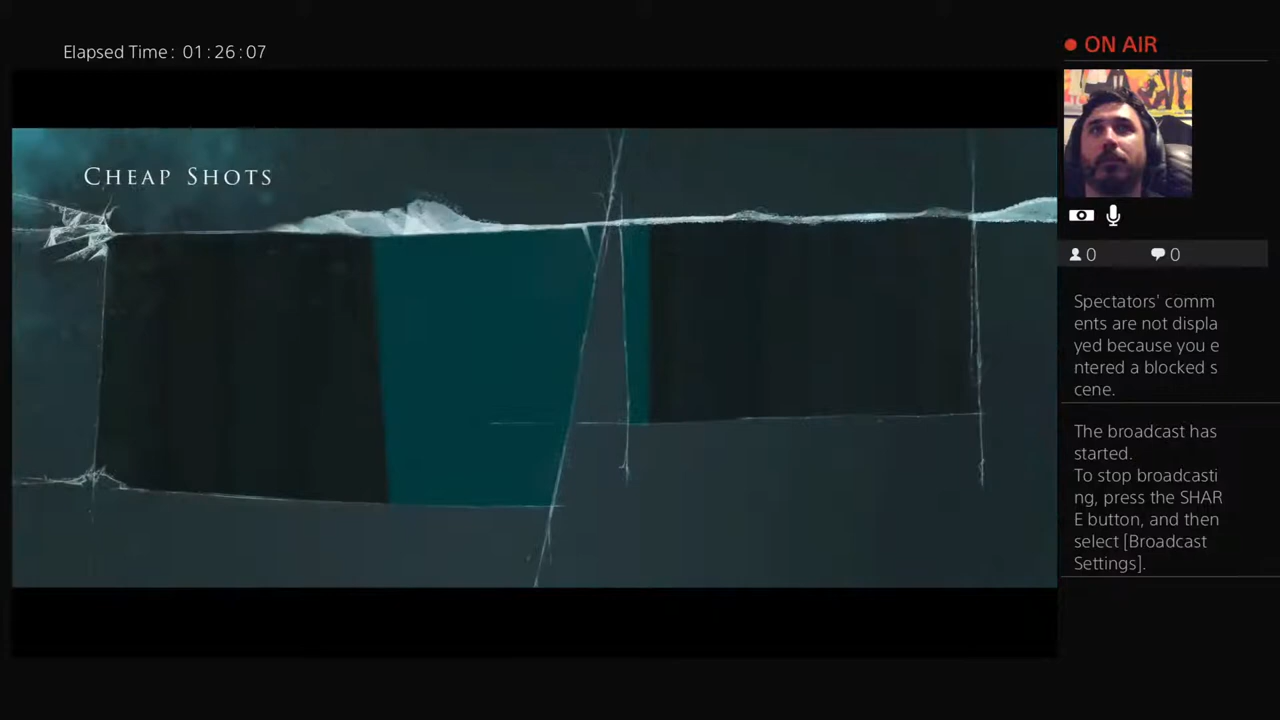 Elapsed Time: 01:26:07
ON AIR
CHEAP SHOTS
0 0
Spectators' comm
ents are not displa
yed because you e
ntered a blocked s
cene.
The broadcast has
started.
To stop broadcasti
ng, press the SHAR
E button, and then
select [Broadcast
Settings].